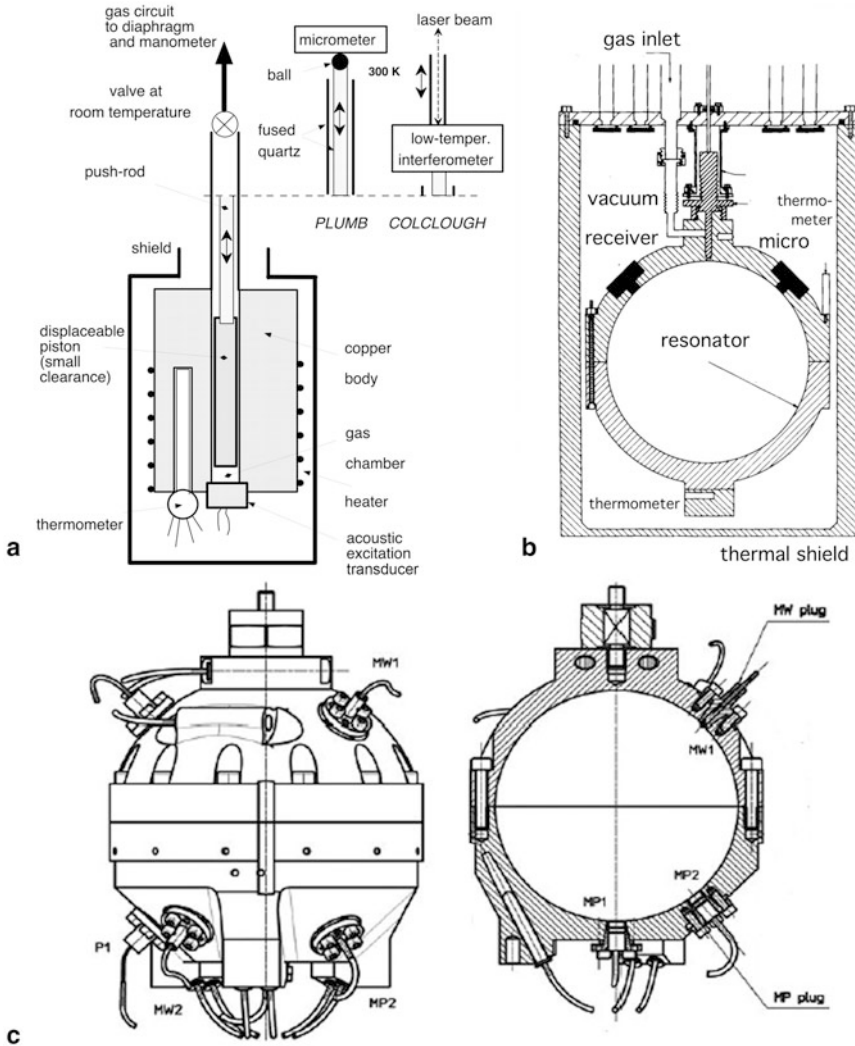 gas circuit
to diaphragm
and manometer
valve at
room temperature
push-rod
shield
displaceable
piston
(small
clearance)
thermometer
micrometer
ball
fused
quartz
PLUMB
laser beam
300 K
low-temper.
interferometer
COLCLOUGH
copper
body
gas
chamber
heater
acoustic
excitation
transducer
a
gas inlet
vacuum
receiver
thermo-
meter
micro
resonator
thermometer
thermal shield
b
MW1
P1
MW2
MP2
MW plug
MW1
MP1
MP2
MP plug
c